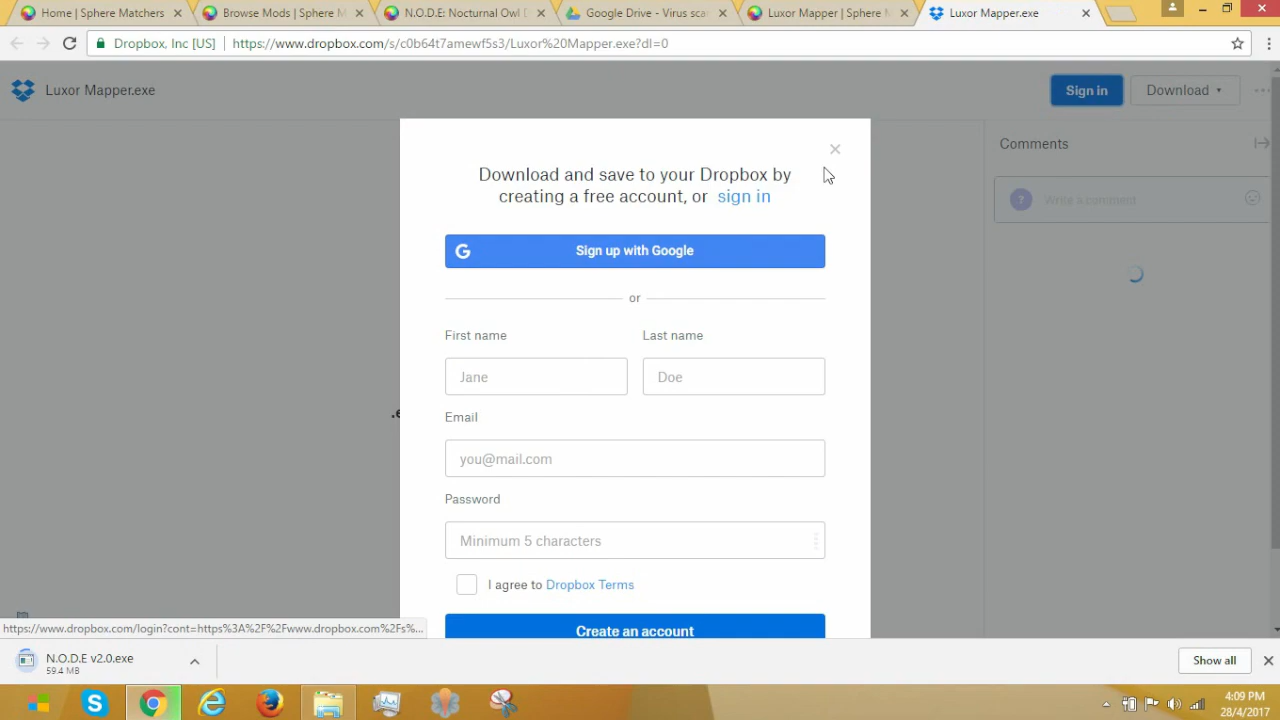 Home | Sphere Matchers
Browse Mods | Sphere M
N.O.D.E: Nocturnal Owl D
Google Drive - Virus scan
Luxor Mapper | Sphere M
Luxor Mapper.exe
Dropbox, Inc [US]
https://www.dropbox.com/s/c0b64t7amewf5s3/Luxor%20Mapper.exe?dl=0
Luxor Mapper.exe
Sign in
Download
Comments
Write a comment
Download and save to your Dropbox by
creating a free account, or sign in
Sign up with Google
or
First name
Last name
Jane
Doe
.e
Email
you@mail.com
Password
Minimum 5 characters
I agree to Dropbox Terms
Create an account
https://www.dropbox.com/login?cont=https%3A%2F%2Fwww.dropbox.com%2Fs%...
N.O.D.E v2.0.exe
59.4 MB
Show all
4:09 PM
28/4/2017